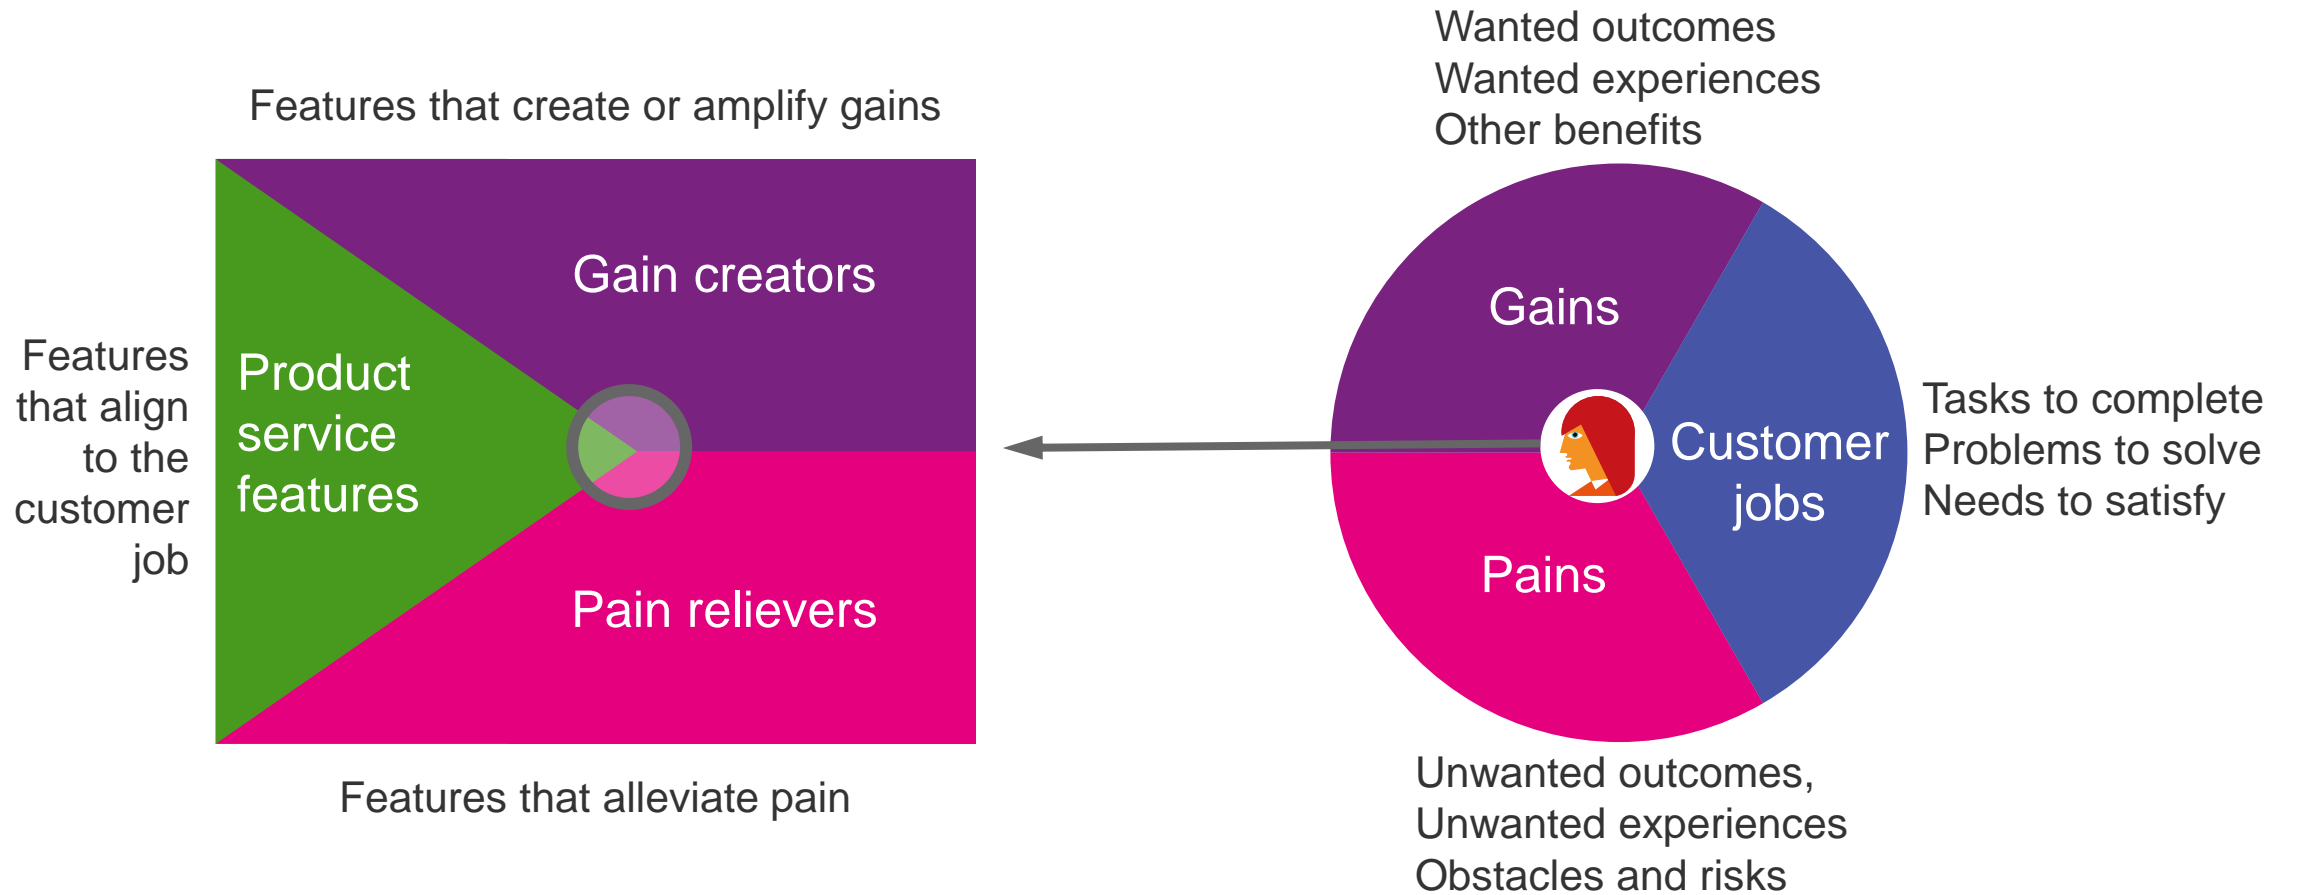 Features that create or amplify gains
Gain creators
Features
that align
to the
customer
job
Product
service
features
Pain relievers
Features that alleviate pain
Wanted outcomes
Wanted experiences
Other benefits
Gains
Customer
jobs
Tasks to complete
Problems to solve
Needs to satisfy
Pains
Unwanted outcomes,
Unwanted experiences
Obstacles and risks